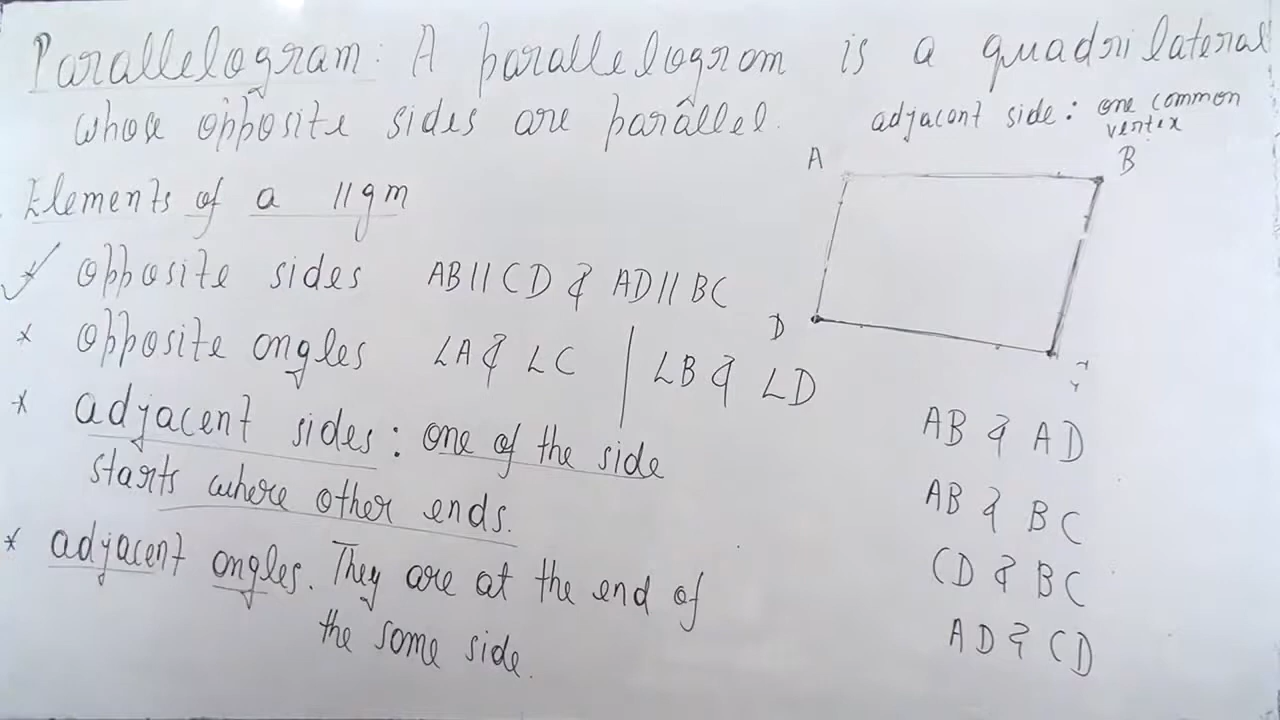 Parallelogram: A parallelogram is a quadrilateral
whose opposite sides are parallel.
adjacent side: one common
vertex
A
B
Elements of a ||gm
* opposite sides AB || CD & AD || BC
D
* opposite angles ∠A & ∠C | ∠B & ∠D
* adjacent sides: one of the side
starts where other ends.
* adjacent angles. They are at the end of
the same side.
AB & AD
AB & BC
CD & BC
AD & CD